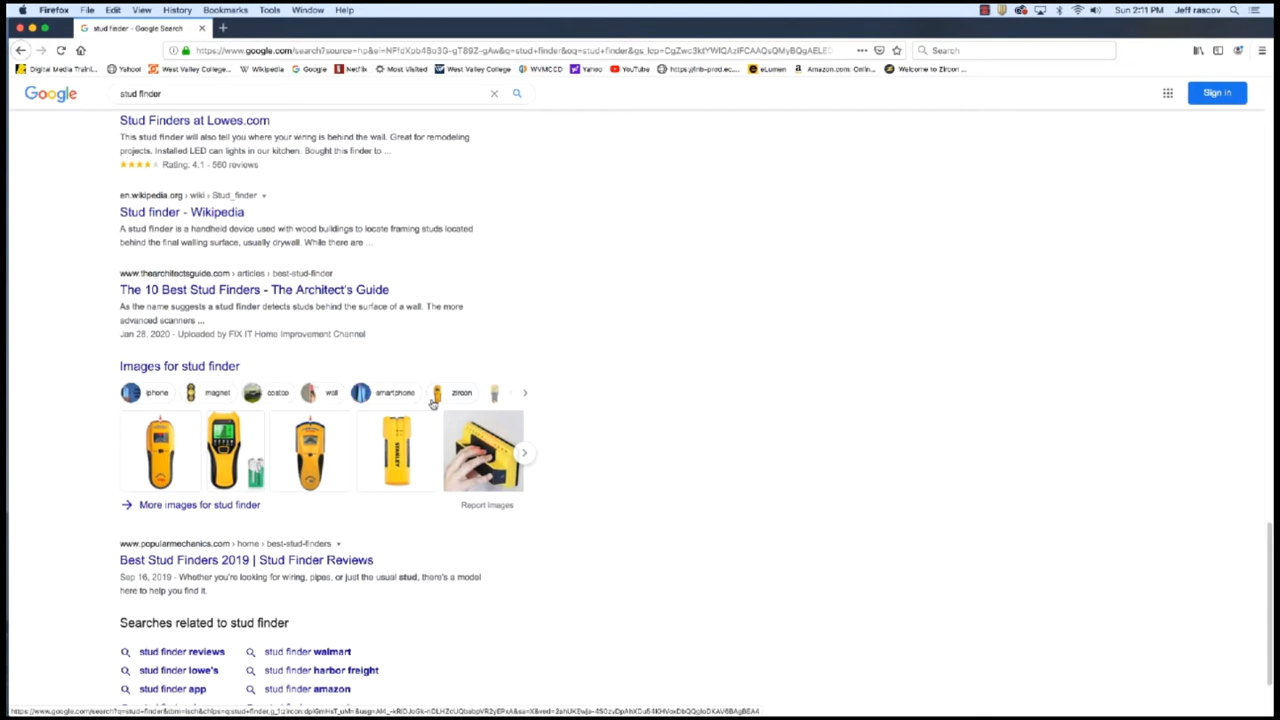 Firefox File Edit View History Bookmarks Tools Window Help Sun 2:11 PM Jeff rascov
stud finder - Google Search
Search
Digital Media Traini... Yahoo! West Valley College... Wikipedia Google Netflix Most Visited West Valley College WVMCCD Yahoo YouTube eLumen Amazon.com: Onlin... Welcome to Zircon ...
Google stud finder Sign in
Stud Finders at Lowes.com
This stud finder will also tell you where your wiring is behind the wall. Great for remodeling
projects. Installed LED can lights in our kitchen. Bought this finder to ...
Rating: 4.1 - 560 reviews
en.wikipedia.org › wiki › Stud_finder
Stud finder - Wikipedia
A stud finder is a handheld device used with wood buildings to locate framing studs located
behind the final walling surface, usually drywall. While there are ...
www.thearchitectsguide.com › articles › best-stud-finder
The 10 Best Stud Finders - The Architect's Guide
As the name suggests a stud finder detects studs behind the surface of a wall. The more
advanced scanners ...
Jan 28, 2020 - Uploaded by FIX IT Home Improvement Channel
Images for stud finder
iphone magnet costco wall smartphone zircon
STANLEY
More images for stud finder Report images
www.popularmechanics.com › home › best-stud-finders
Best Stud Finders 2019 | Stud Finder Reviews
Sep 16, 2019 - Whether you're looking for wiring, pipes, or just the usual stud, there's a model
here to help you find it.
Searches related to stud finder
stud finder reviews stud finder walmart
stud finder lowe's stud finder harbor freight
stud finder app stud finder amazon